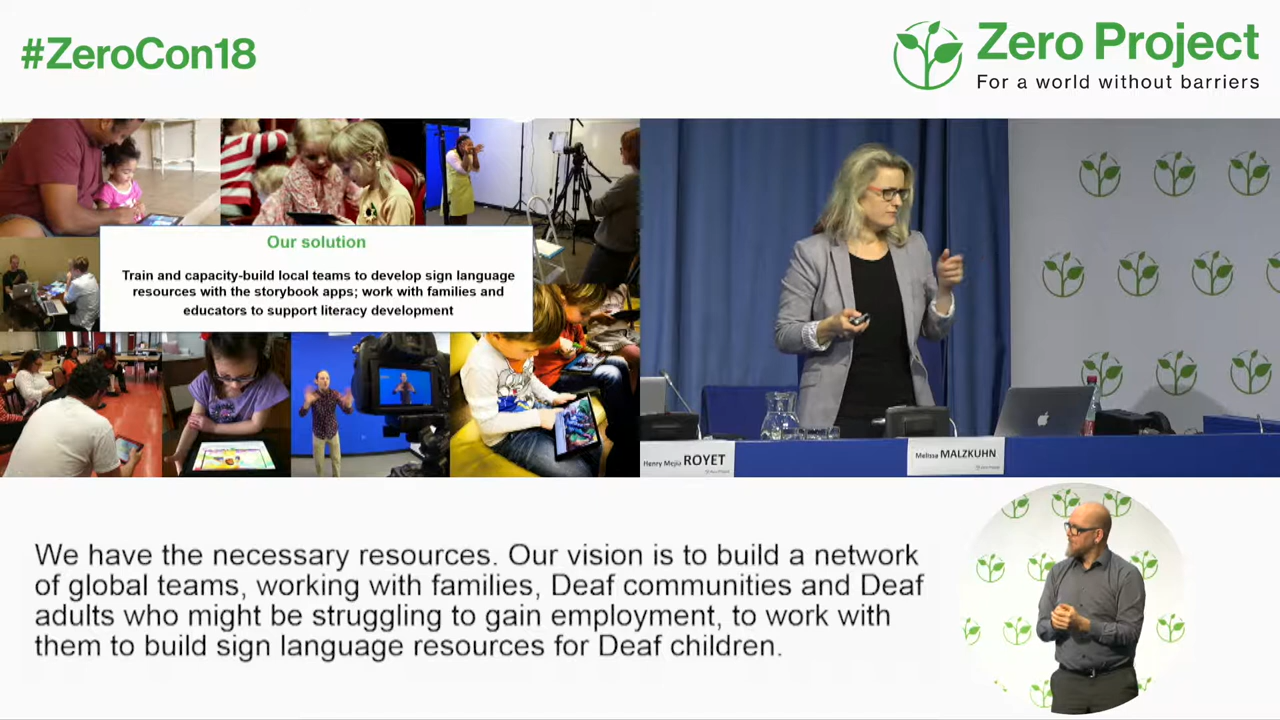 #ZeroCon18
Zero Project
For a world without barriers
Our solution
Train and capacity-build local teams to develop sign language
resources with the storybook apps; work with families and
educators to support literacy development
Henry Mejía ROYET
Melissa MALZKUHN
We have the necessary resources. Our vision is to build a network
of global teams, working with families, Deaf communities and Deaf
adults who might be struggling to gain employment, to work with
them to build sign language resources for Deaf children.